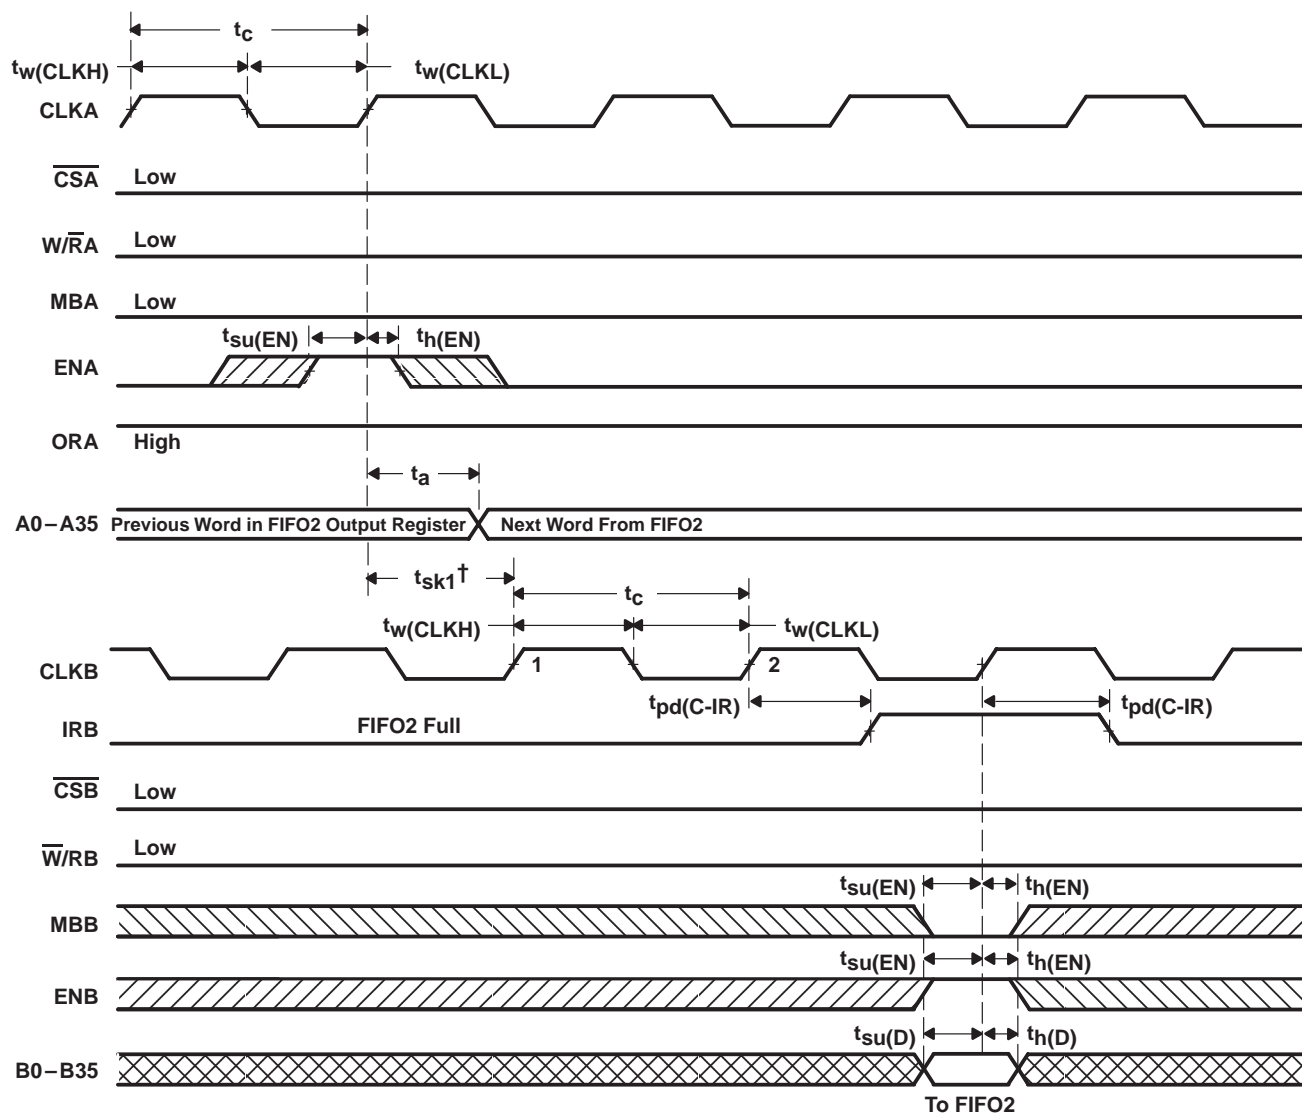 tc
tw(CLKH) tw(CLKL)
CLKA
CSA Low
W/RA Low
MBA Low
tsu(EN) th(EN)
ENA
ORA High
ta
A0–A35 Previous Word in FIFO2 Output Register Next Word From FIFO2
tsk1†
tc
tw(CLKH) tw(CLKL)
CLKB 1 2
tpd(C-IR) tpd(C-IR)
IRB FIFO2 Full
CSB Low
W/RB Low
tsu(EN) th(EN)
MBB
tsu(EN) th(EN)
ENB
tsu(D) th(D)
B0–B35
To FIFO2